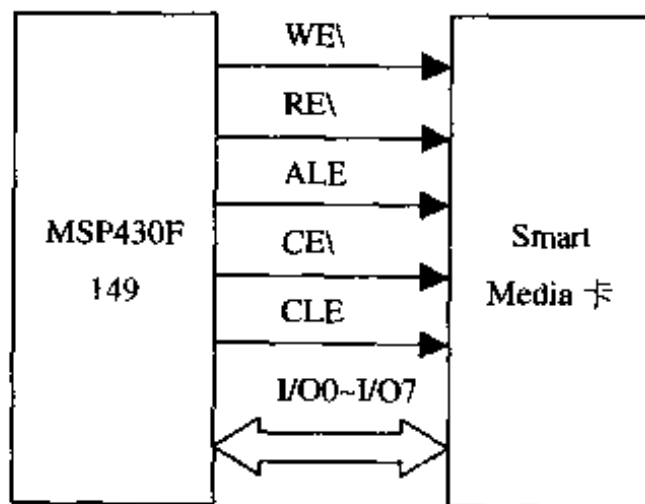 WE\
RE\
ALE
MSP430F
149
CE\
CLE
I/O0~I/O7
Smart
Media 卡